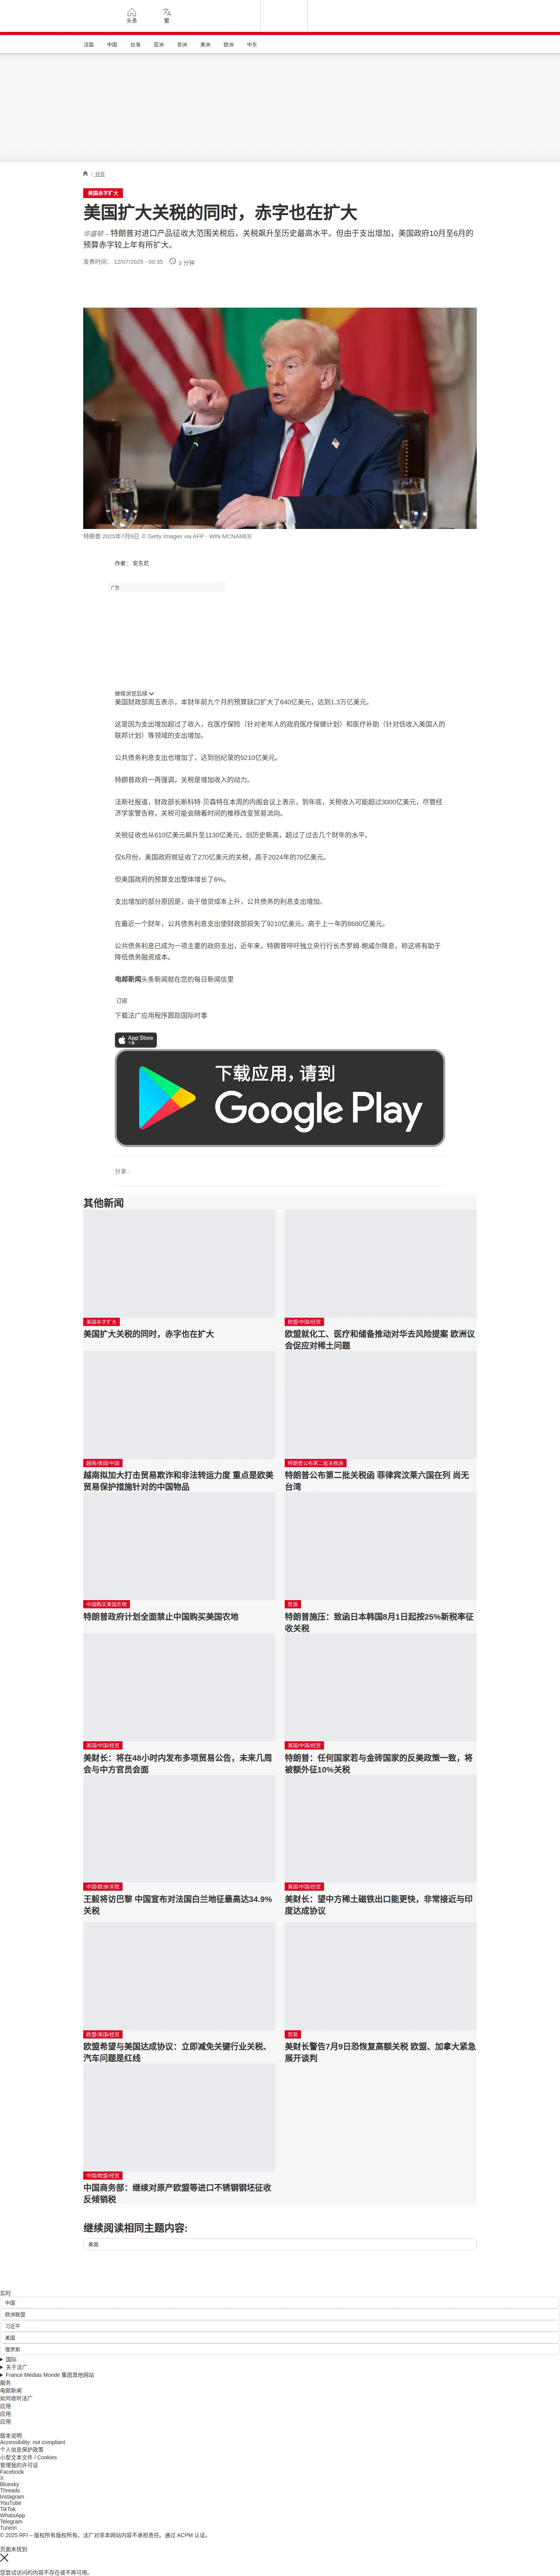 头条
繁
法国
中国
台海
亚洲
非洲
美洲
欧洲
中东
/ 经贸
美国赤字扩大
美国扩大关税的同时，赤字也在扩大
华盛顿 – 特朗普对进口产品征收大范围关税后，关税飙升至历史最高水平。但由于支出增加，美国政府10月至6月的
预算赤字较上年有所扩大。
发表时间： 12/07/2025 - 00:35
3 分钟
特朗普 2025年7月9日 © Getty Images via AFP - WIN MCNAMEE
作者： 安东尼
广告
继续浏览后续
美国财政部周五表示，本财年前九个月的预算缺口扩大了640亿美元，达到1.3万亿美元。
这是因为支出增加超过了收入，在医疗保险（针对老年人的政府医疗保健计划）和医疗补助（针对低收入美国人的
联邦计划）等领域的支出增加。
公共债务利息支出也增加了，达到创纪录的9210亿美元。
特朗普政府一再强调，关税是增加收入的动力。
法新社报道，财政部长斯科特·贝森特在本周的内阁会议上表示，到年底，关税收入可能超过3000亿美元，尽管经
济学家警告称，关税可能会随着时间的推移改变贸易流向。
关税征收也从610亿美元飙升至1130亿美元，创历史新高，超过了过去几个财年的水平。
仅6月份，美国政府就征收了270亿美元的关税，高于2024年的70亿美元。
但美国政府的预算支出整体增长了6%。
支出增加的部分原因是，由于借贷成本上升，公共债务的利息支出增加。
在最近一个财年，公共债务利息支出使财政部损失了9210亿美元，高于上一年的8680亿美元。
公共债务利息已成为一项主要的政府支出，近年来，特朗普呼吁独立央行行长杰罗姆·鲍威尔降息，称这将有助于
降低债务融资成本。
电邮新闻头条新闻就在您的每日新闻信里
订阅
下载法广应用程序跟踪国际时事
App Store
下载
下载应用，请到
Google Play
分享 :
其他新闻
美国赤字扩大
美国扩大关税的同时，赤字也在扩大
欧盟/中国/经贸
欧盟就化工、医疗和储备推动对华去风险提案 欧洲议
会促应对稀土问题
越南/美国/中国
越南拟加大打击贸易欺诈和非法转运力度 重点是欧美
贸易保护措施针对的中国物品
特朗普公布第二批关税函
特朗普公布第二批关税函 菲律宾汶莱六国在列 尚无
台湾
中国购买美国农地
特朗普政府计划全面禁止中国购买美国农地
贸易
特朗普施压：致函日本韩国8月1日起按25%新税率征
收关税
美国/中国/经贸
美财长：将在48小时内发布多项贸易公告，未来几周
会与中方官员会面
美国/中国/经贸
特朗普：任何国家若与金砖国家的反美政策一致，将
被额外征10%关税
中国/欧洲/关税
王毅将访巴黎 中国宣布对法国白兰地征最高达34.9%
关税
美国/中国/经贸
美财长：望中方稀土磁铁出口能更快，非常接近与印
度达成协议
欧盟/美国/经贸
欧盟希望与美国达成协议：立即减免关键行业关税、
汽车问题是红线
贸易
美财长警告7月9日恐恢复高额关税 欧盟、加拿大紧急
展开谈判
中国/欧盟/经贸
中国商务部：继续对原产欧盟等进口不锈钢钢坯征收
反倾销税
继续阅读相同主题内容:
美国
实时
中国
欧洲联盟
习近平
美国
俄罗斯
国际
关于法广
France Médias Monde 集团其他网站
服务
电邮新闻
如何收听法广
应用
应用
应用
版本说明
Accessibility: not compliant
个人信息保护政策
小型文本文件 / Cookies
管理我的许可证
Facebook
X
Bluesky
Threads
Instagram
YouTube
TikTok
WhatsApp
Telegram
TuneIn
© 2025 RFI – 版权所有版权所有。法广对非本网站内容不承担责任。通过 ACPM 认证。
页面未找到
您尝试访问的内容不存在或不再可用。